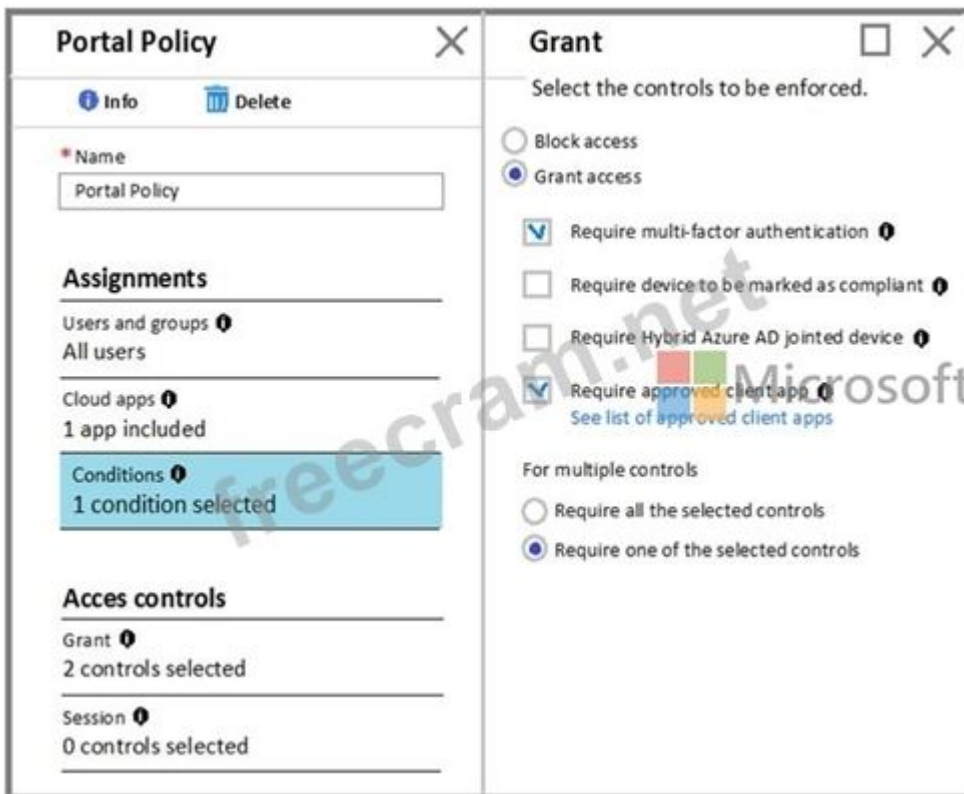 Portal Policy
Info Delete
* Name
Portal Policy
Assignments
Users and groups
All users
Cloud apps
1 app included
Conditions
1 condition selected
Acces controls
Grant
2 controls selected
Session
0 controls selected
Grant
Select the controls to be enforced.
Block access
Grant access
Require multi-factor authentication
Require device to be marked as compliant
Require Hybrid Azure AD jointed device
Require approved client app
See list of approved client apps
For multiple controls
Require all the selected controls
Require one of the selected controls
freecram.net
Microsoft